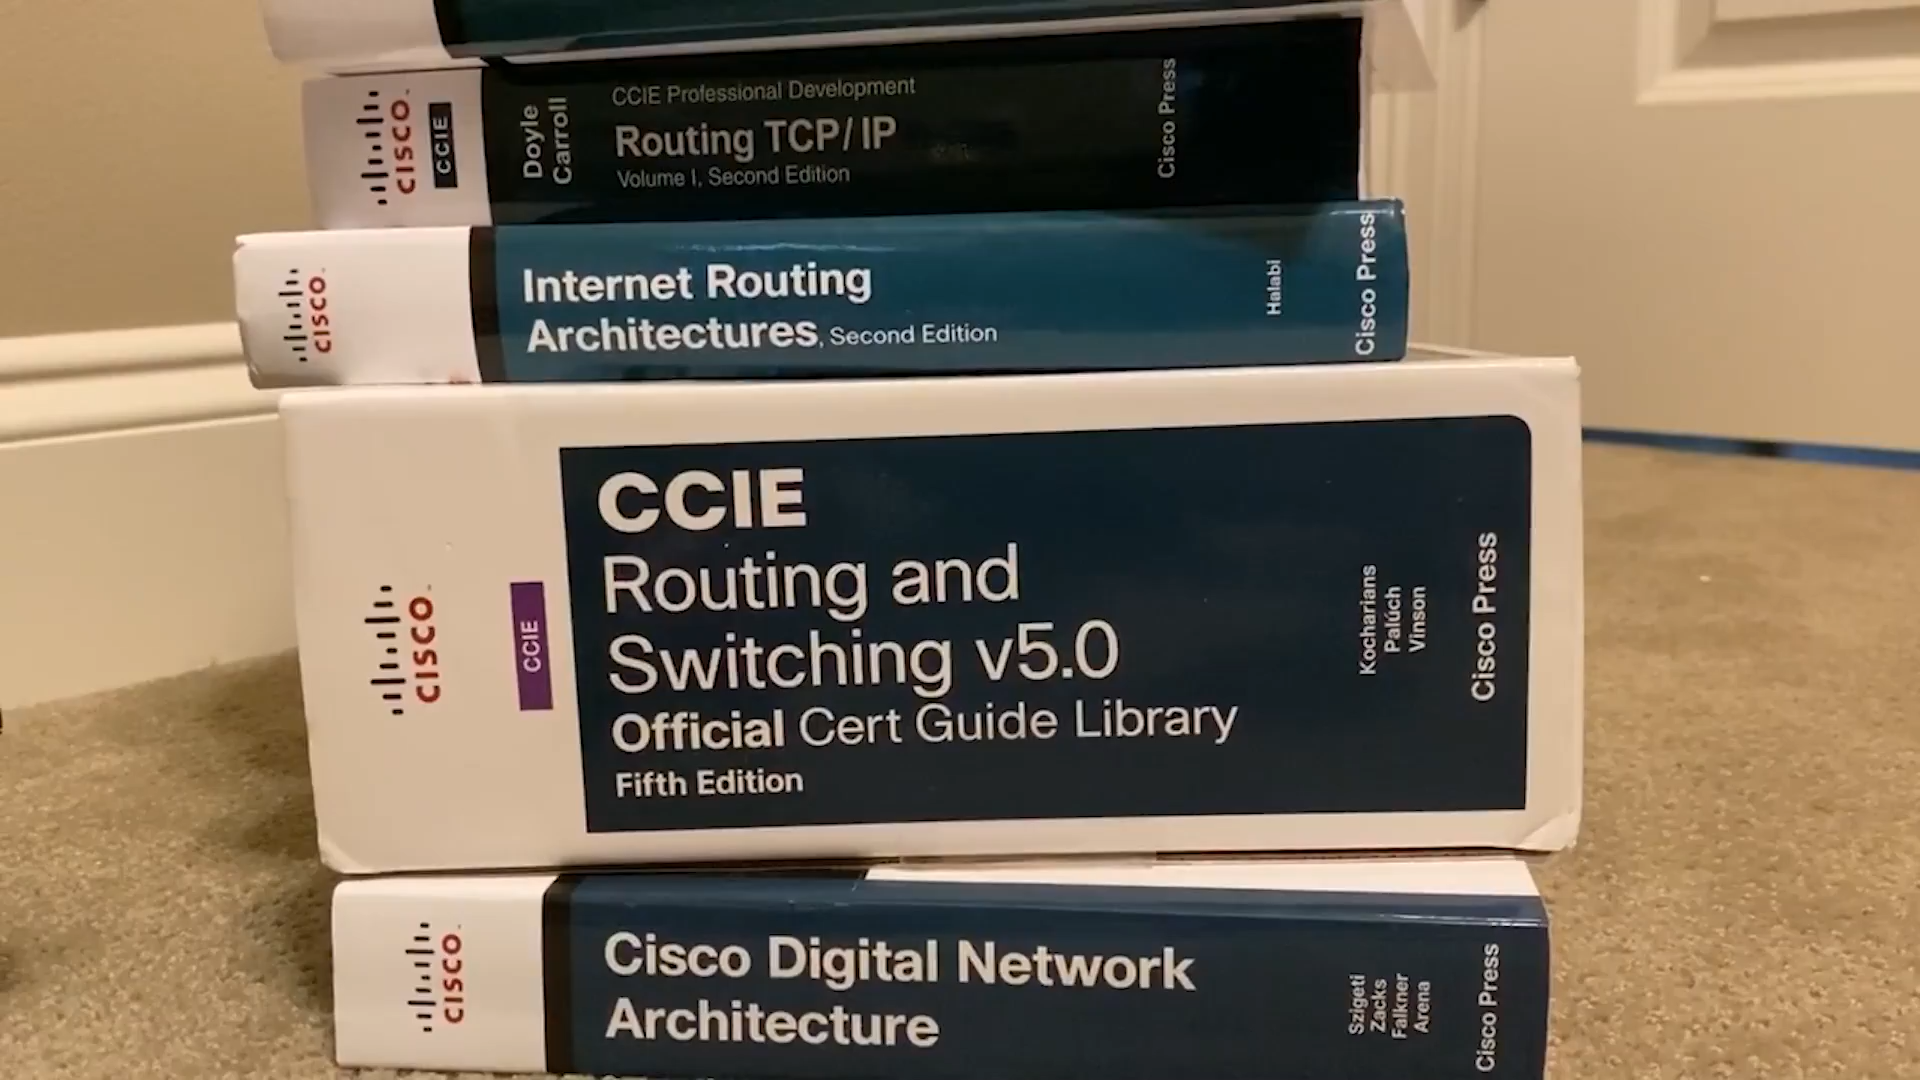 CISCO
CCIE
Doyle
Carroll
CCIE Professional Development
Routing TCP/IP
Volume I, Second Edition
Cisco Press
CISCO
Internet Routing
Architectures, Second Edition
Halabi
Cisco Press
CISCO
CCIE
CCIE
Routing and
Switching v5.0
Official Cert Guide Library
Fifth Edition
Kocharians
Palúch
Vinson
Cisco Press
CISCO
Cisco Digital Network
Architecture
Szigeti
Zacks
Falkner
Arena
Cisco Press